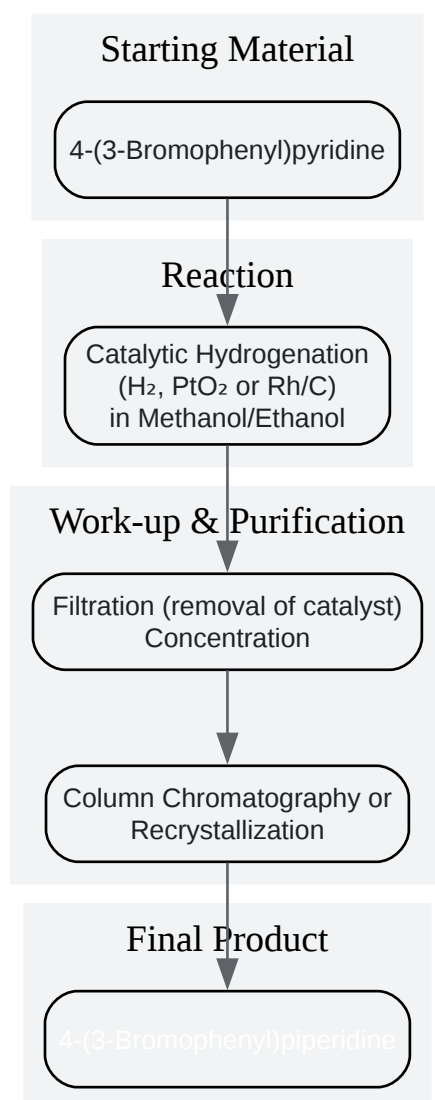 Starting Material
4-(3-Bromophenyl)pyridine
Reaction
Catalytic Hydrogenation
(H₂, PtO₂ or Rh/C)
in Methanol/Ethanol
Work-up & Purification
Filtration (removal of catalyst)
Concentration
Column Chromatography or
Recrystallization
Final Product
4-(3-Bromophenyl)piperidine